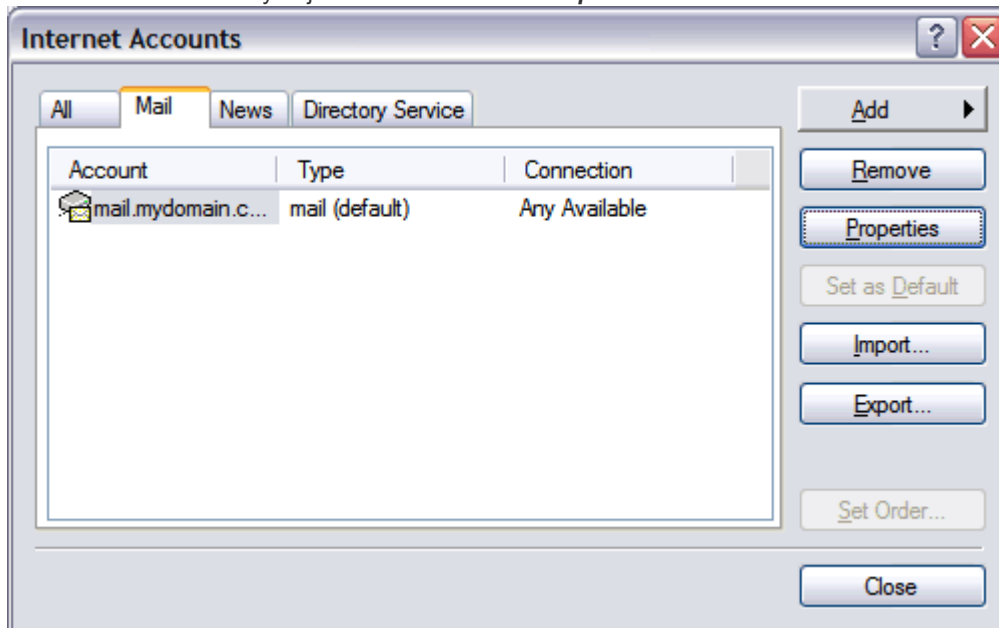 Internet Accounts
All Mail News Directory Service
Add
Account Type Connection
Remove
mail.mydomain.c... mail (default) Any Available
Properties
Set as Default
Import...
Export...
Set Order...
Close